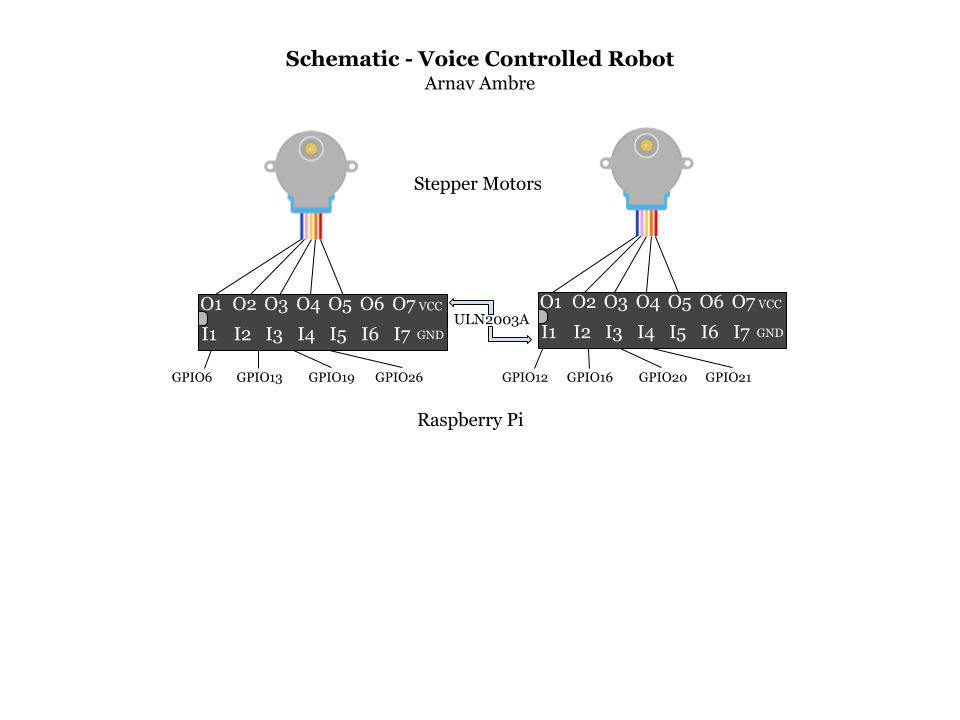 Schematic - Voice Controlled Robot
Arnav Ambre
Stepper Motors
O1 O2 O3 O4 O5 O6 O7 VCC
I1 I2 I3 I4 I5 I6 I7 GND
ULN2003A
O1 O2 O3 O4 O5 O6 O7 VCC
I1 I2 I3 I4 I5 I6 I7 GND
GPIO6 GPIO13 GPIO19 GPIO26
GPIO12 GPIO16 GPIO20 GPIO21
Raspberry Pi